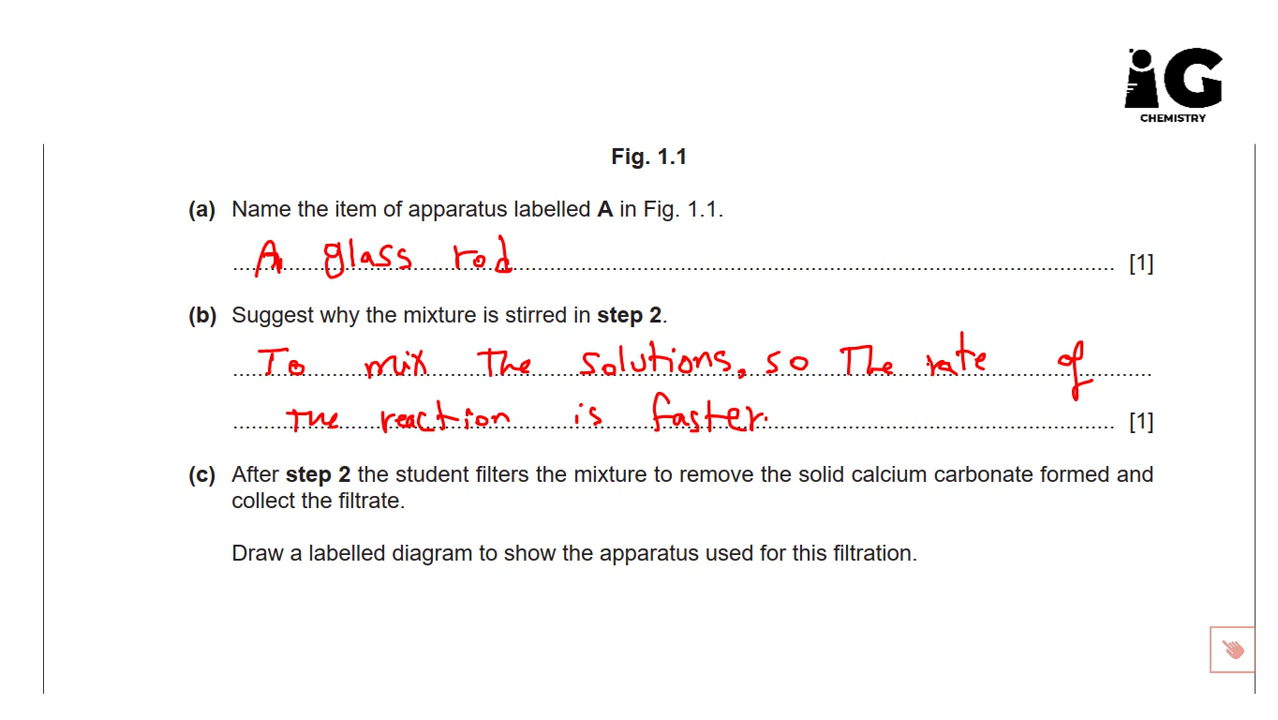 iG
CHEMISTRY
Fig. 1.1
(a) Name the item of apparatus labelled A in Fig. 1.1.
A glass rod [1]
(b) Suggest why the mixture is stirred in step 2.
To mix the solutions, so The rate of
the reaction is faster. [1]
(c) After step 2 the student filters the mixture to remove the solid calcium carbonate formed and
collect the filtrate.
Draw a labelled diagram to show the apparatus used for this filtration.